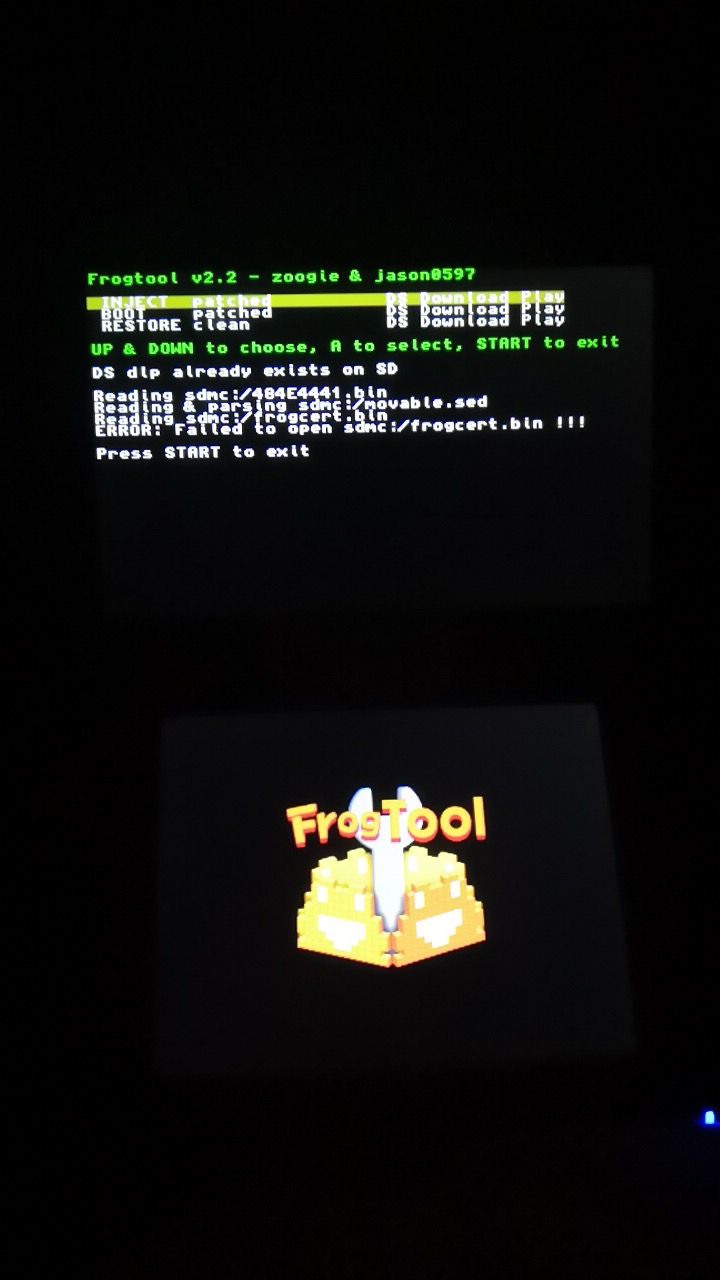 Frogtool v2.2 - zoogie & jason0597
INJECT patched DS Download Play
BOOT patched DS Download Play
RESTORE clean DS Download Play
UP & DOWN to choose, A to select, START to exit
DS dlp already exists on SD
Reading sdmc:/484E4441.bin
Reading & parsing sdmc:/movable.sed
Reading sdmc:/frogcert.bin
ERROR: Failed to open sdmc:/frogcert.bin !!!
Press START to exit
FrogTool